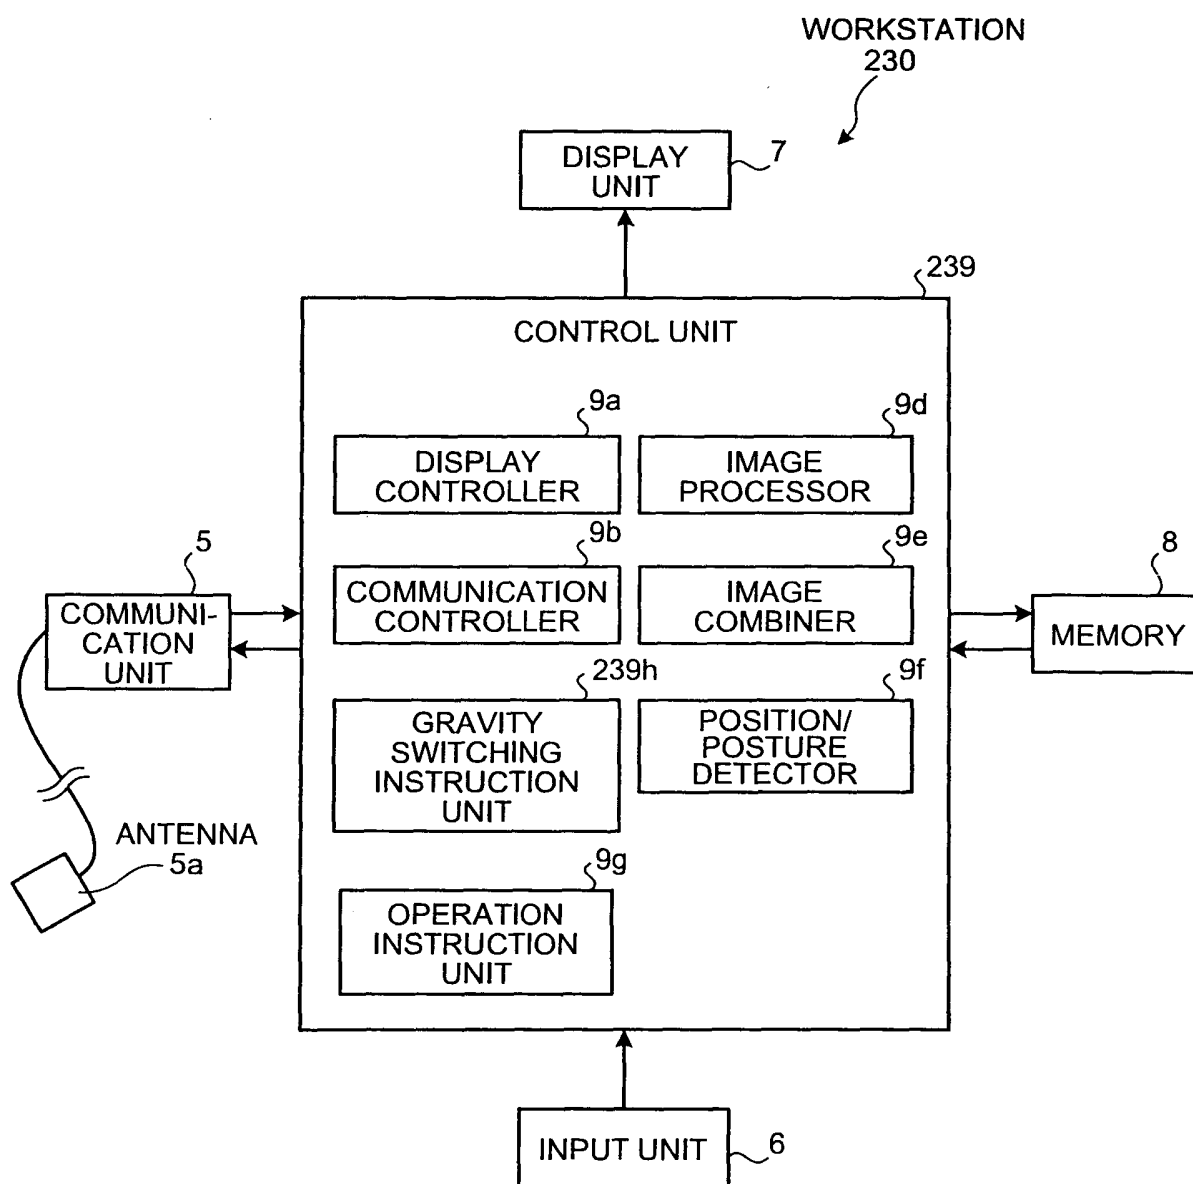 WORKSTATION
230
DISPLAY
UNIT
7
239
CONTROL UNIT
9a
DISPLAY
CONTROLLER
9d
IMAGE
PROCESSOR
5
COMMUNI-
CATION
UNIT
9b
COMMUNICATION
CONTROLLER
9e
IMAGE
COMBINER
8
MEMORY
239h
GRAVITY
SWITCHING
INSTRUCTION
UNIT
9f
POSITION/
POSTURE
DETECTOR
ANTENNA
5a
9g
OPERATION
INSTRUCTION
UNIT
INPUT UNIT
6